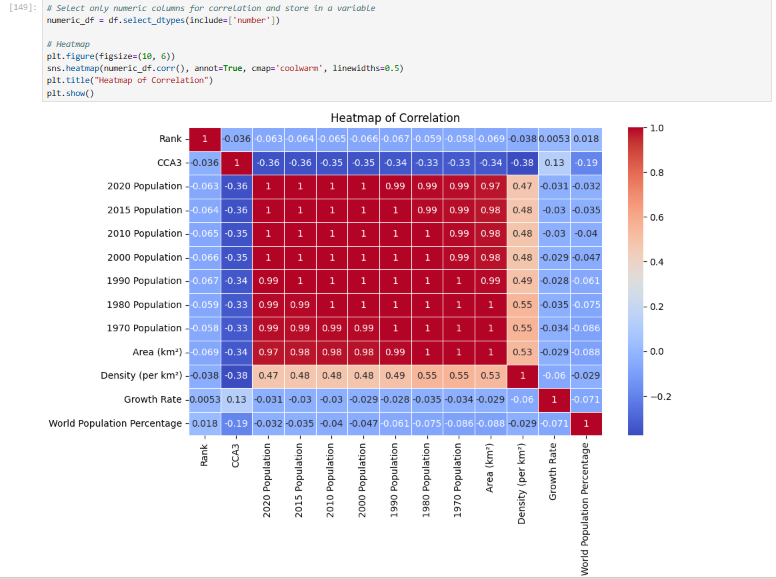 [149]: # Select only numeric columns for correlation and store in a variable
numeric_df = df.select_dtypes(include=['number'])
# Heatmap
plt.figure(figsize=(10, 6))
sns.heatmap(numeric_df.corr(), annot=True, cmap='coolwarm', linewidths=0.5)
plt.title("Heatmap of Correlation")
plt.show()
Heatmap of Correlation
Rank 1 -0.036 -0.063 -0.064 -0.065 -0.066 -0.067 -0.059 -0.058 -0.069 -0.038 0.0053 0.018
CCA3 -0.036 1 -0.36 -0.36 -0.35 -0.35 -0.34 -0.33 -0.33 -0.34 -0.38 0.13 -0.19
2020 Population -0.063 -0.36 1 1 1 1 0.99 0.99 0.99 0.97 0.47 -0.031 -0.032
2015 Population -0.064 -0.36 1 1 1 1 1 0.99 0.99 0.98 0.48 -0.03 -0.035
2010 Population -0.065 -0.35 1 1 1 1 1 1 0.99 0.98 0.48 -0.03 -0.04
2000 Population -0.066 -0.35 1 1 1 1 1 1 0.99 0.98 0.48 -0.029 -0.047
1990 Population -0.067 -0.34 0.99 1 1 1 1 1 1 0.99 0.49 -0.028 -0.061
1980 Population -0.059 -0.33 0.99 0.99 1 1 1 1 1 1 0.55 -0.035 -0.075
1970 Population -0.058 -0.33 0.99 0.99 0.99 0.99 1 1 1 1 0.55 -0.034 -0.086
Area (km²) -0.069 -0.34 0.97 0.98 0.98 0.98 0.99 1 1 1 0.53 -0.029 -0.088
Density (per km²) -0.038 -0.38 0.47 0.48 0.48 0.48 0.49 0.55 0.55 0.53 1 -0.06 -0.029
Growth Rate 0.0053 0.13 -0.031 -0.03 -0.03 -0.029 -0.028 -0.035 -0.034 -0.029 -0.06 1 -0.071
World Population Percentage 0.018 -0.19 -0.032 -0.035 -0.04 -0.047 -0.061 -0.075 -0.086 -0.088 -0.029 -0.071 1
Rank
CCA3
2020 Population
2015 Population
2010 Population
2000 Population
1990 Population
1980 Population
1970 Population
Area (km²)
Density (per km²)
Growth Rate
World Population Percentage
1.0
0.8
0.6
0.4
0.2
0.0
−0.2